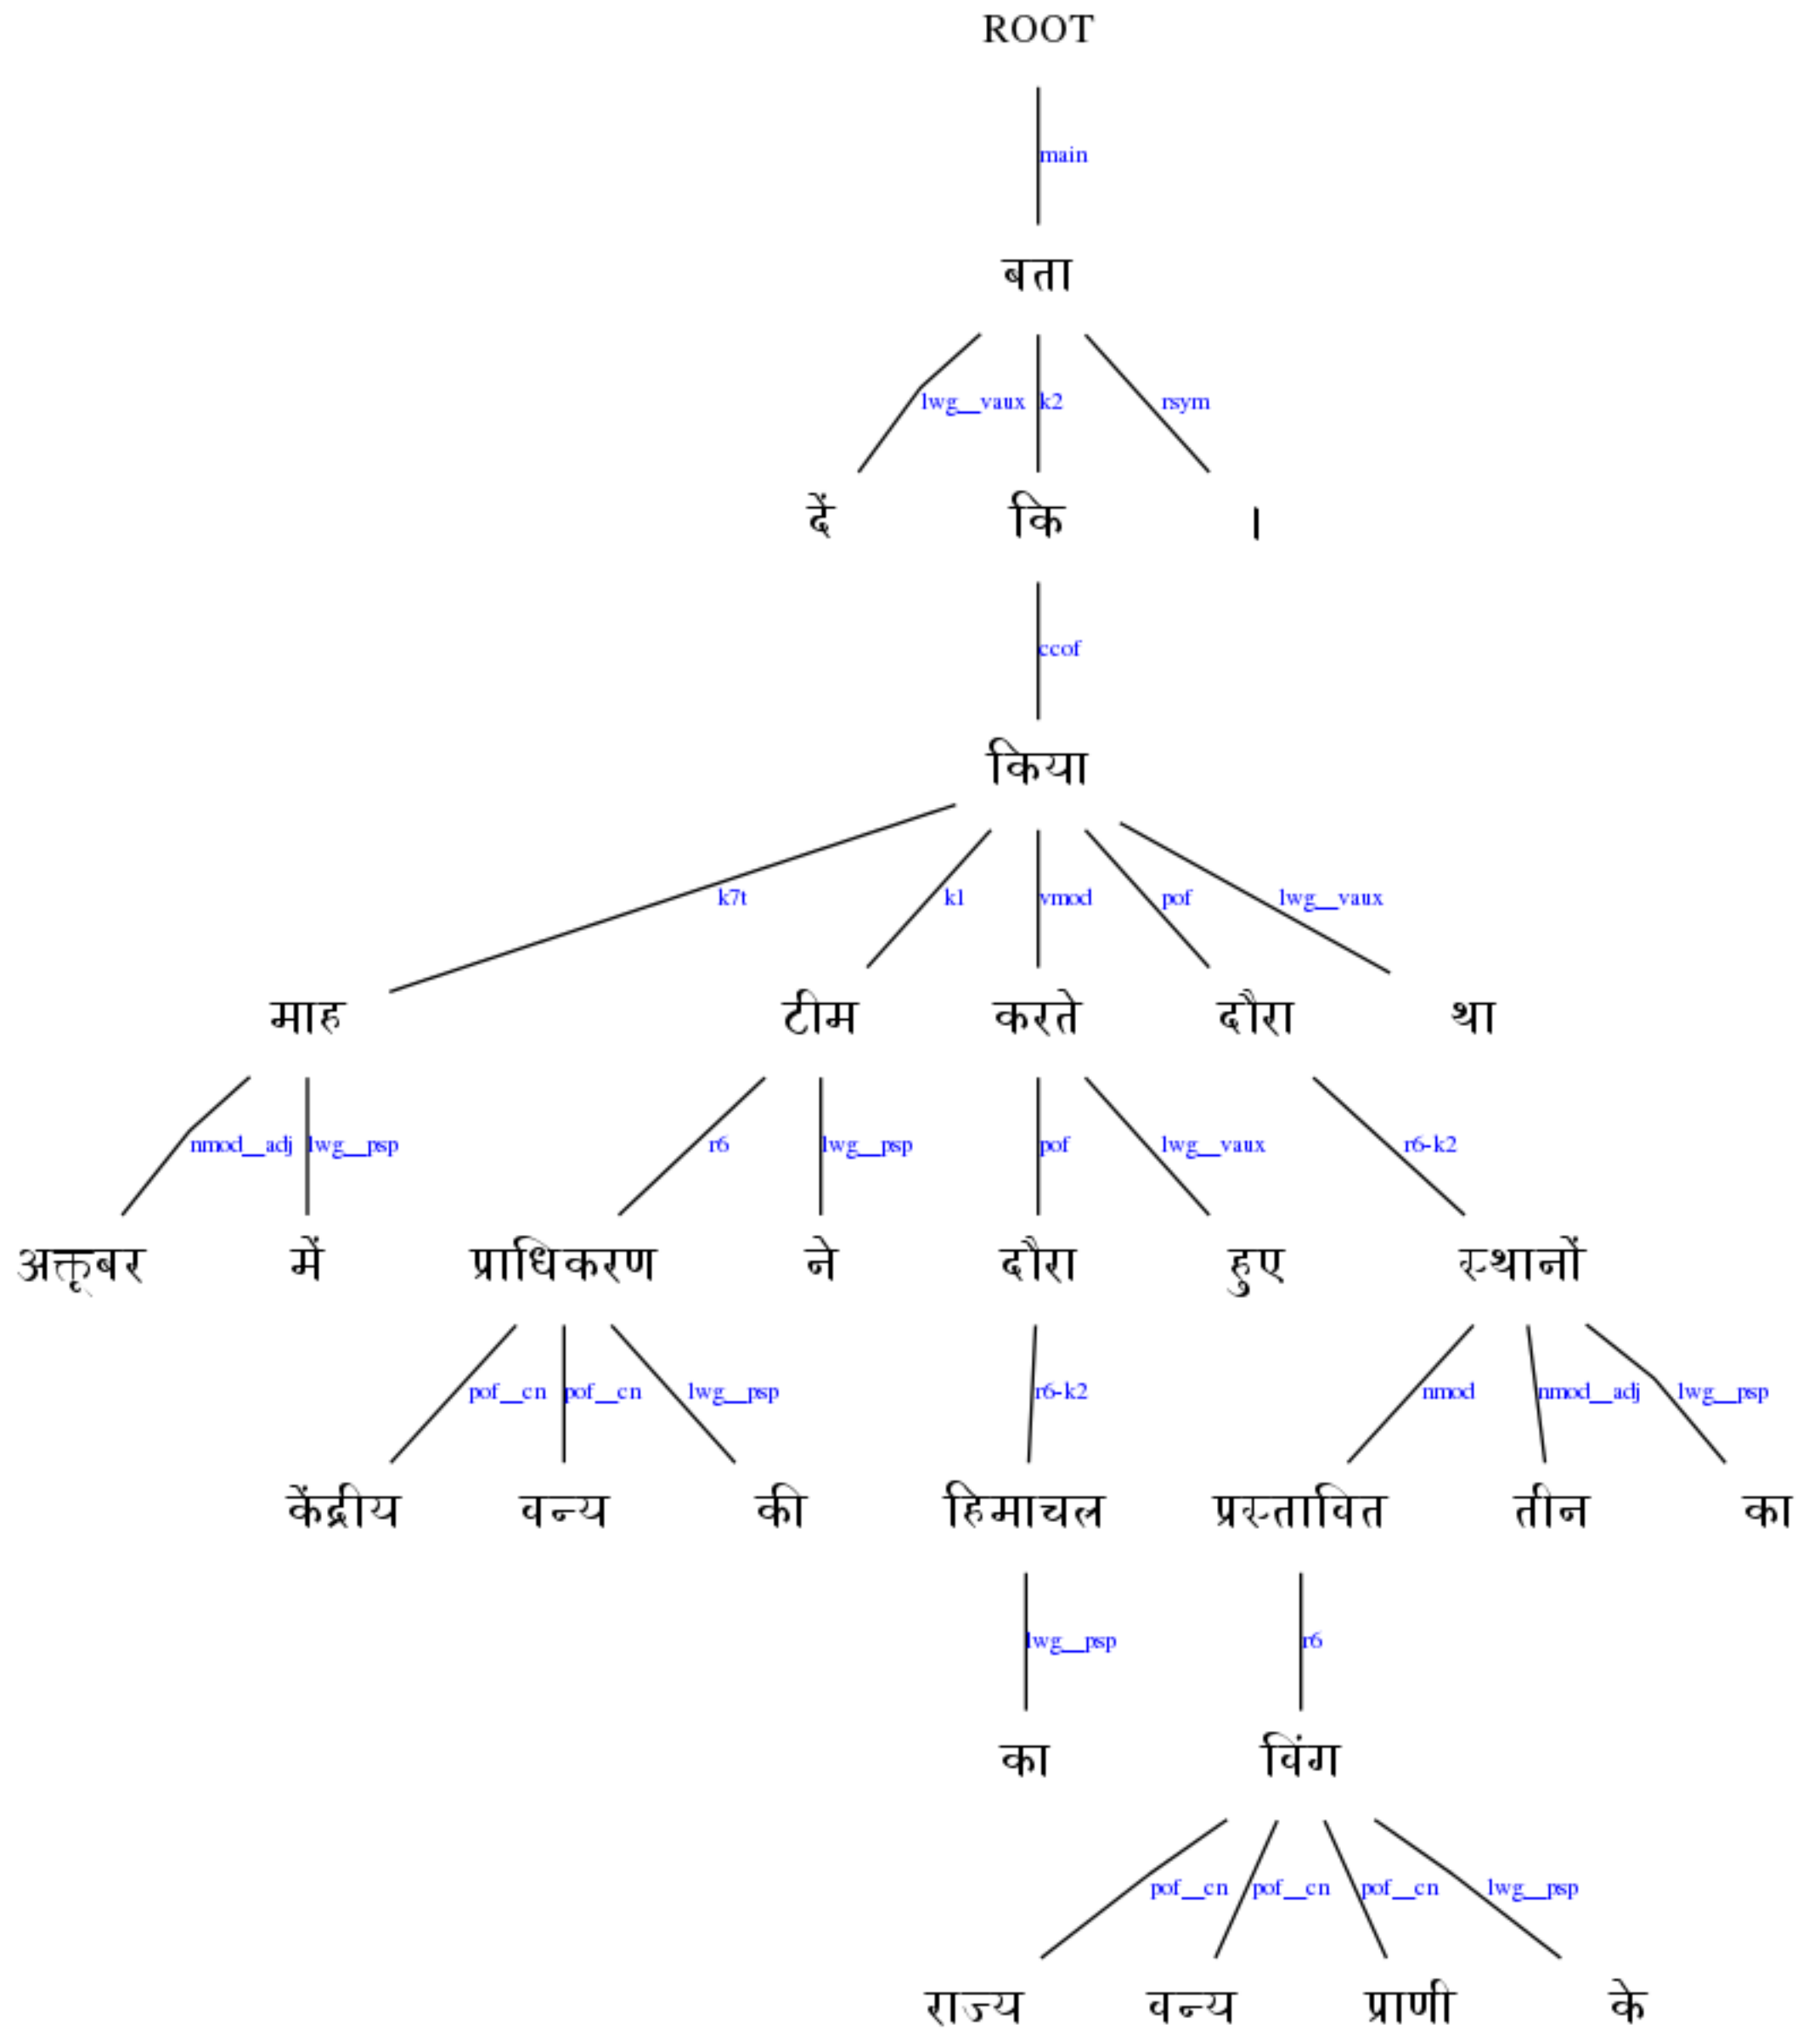 ROOT
main
बता
lwg__vaux k2 rsym
दें कि ।
ccof
किया
k7t k1 vmod pof lwg__vaux
माह टीम करते दौरा था
nmod__adj lwg__psp r6 lwg__psp pof lwg__vaux r6-k2
अक्तूबर में प्राधिकरण ने दौरा हुए स्थानों
pof__cn pof__cn lwg__psp r6-k2 nmod nmod__adj lwg__psp
केंद्रीय वन्य की हिमाचल प्रस्तावित तीन का
lwg__psp r6
का विंग
pof__cn pof__cn pof__cn lwg__psp
राज्य वन्य प्राणी के